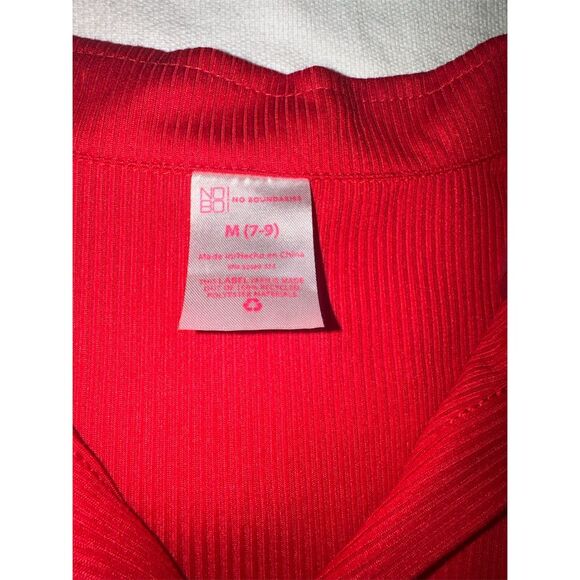 NO
BO
NO BOUNDARIES
M (7-9)
Made in/Hecho en China
THIS LABEL YARN IS MADE
OUT OF 100% RECYCLED
POLYESTER MATERIALS